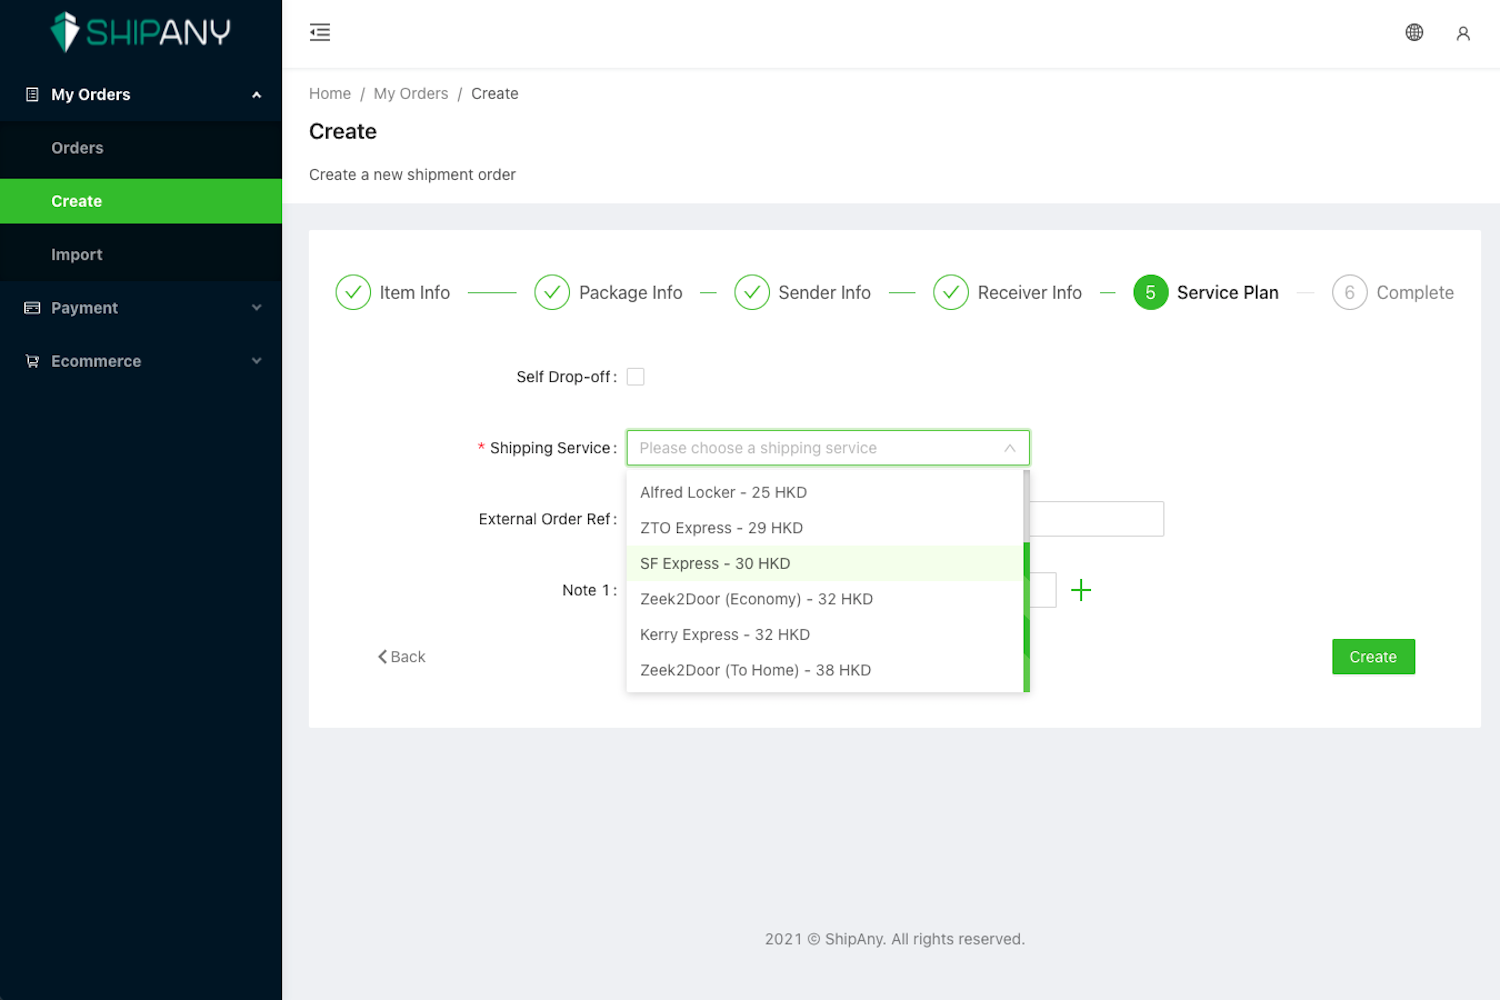 SHIPANY
My Orders
Orders
Create
Import
Payment
Ecommerce
Home / My Orders / Create
Create
Create a new shipment order
Item Info
Package Info
Sender Info
Receiver Info
5 Service Plan
6 Complete
Self Drop-off:
* Shipping Service: Please choose a shipping service
Alfred Locker - 25 HKD
External Order Ref:
ZTO Express - 29 HKD
SF Express - 30 HKD
Note 1:
Zeek2Door (Economy) - 32 HKD
Kerry Express - 32 HKD
Zeek2Door (To Home) - 38 HKD
Back
Create
2021 © ShipAny. All rights reserved.